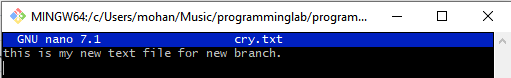 MINGW64:/c/Users/mohan/Music/programminglab/program...
GNU nano 7.1 cry.txt
this is my new text file for new branch.